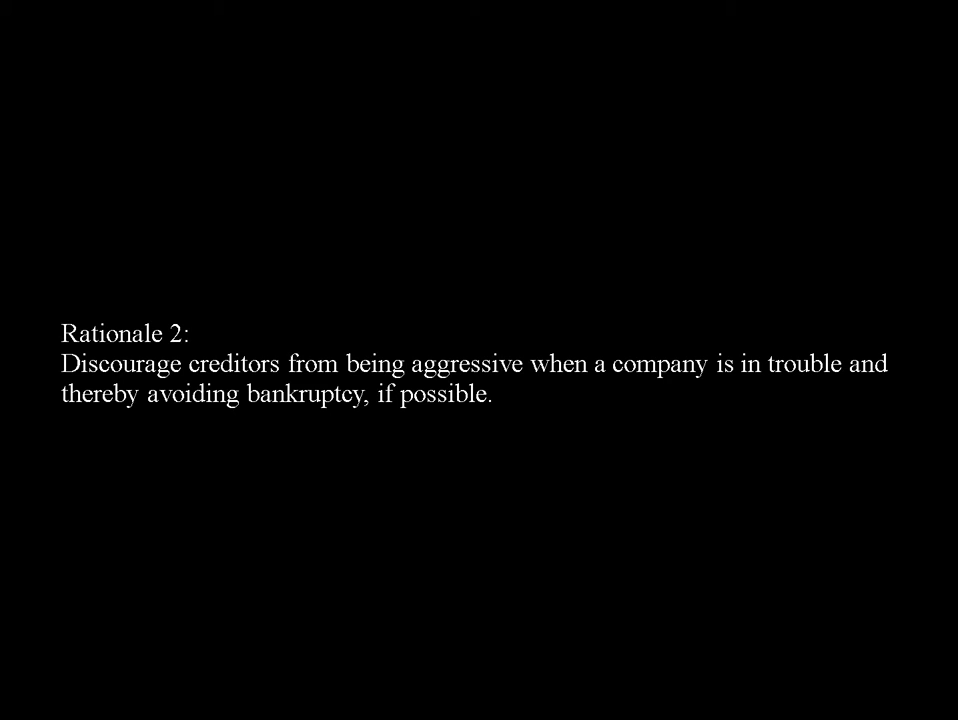 Rationale 2:
Discourage creditors from being aggressive when a company is in trouble and
thereby avoiding bankruptcy, if possible.